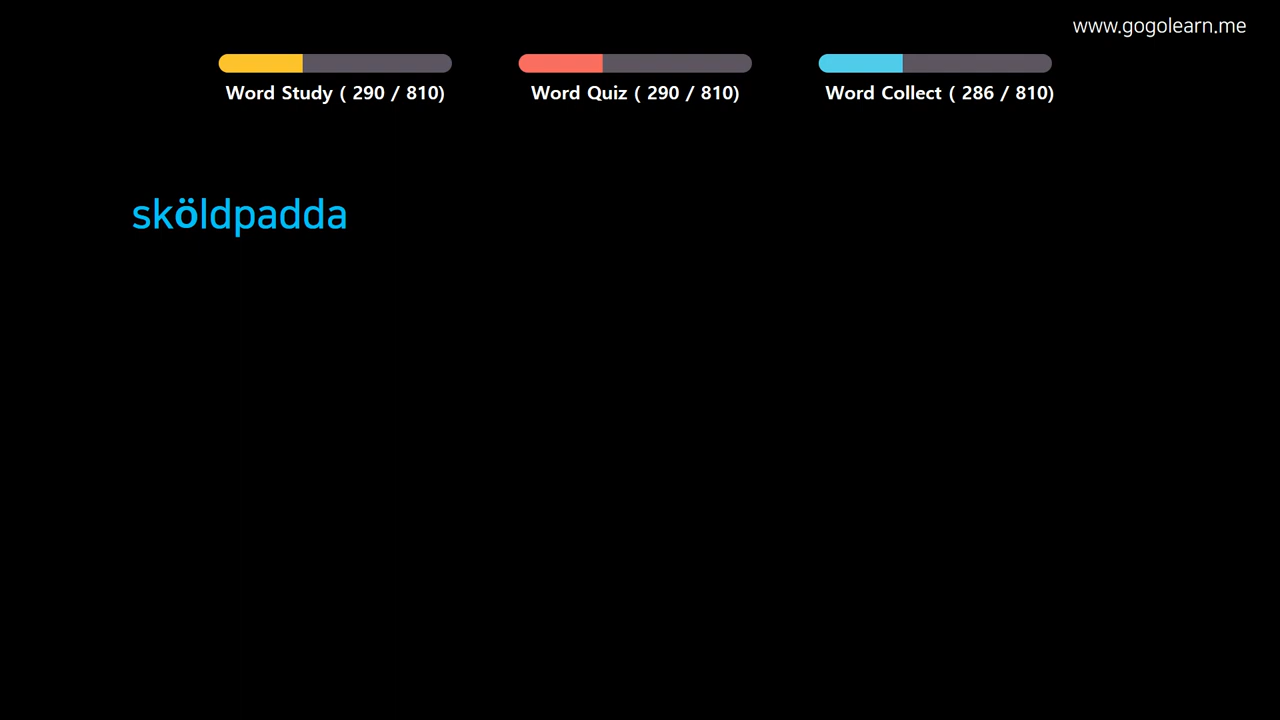 www.gogolearn.me
Word Study ( 290 / 810)
Word Quiz ( 290 / 810)
Word Collect ( 286 / 810)
sköldpadda